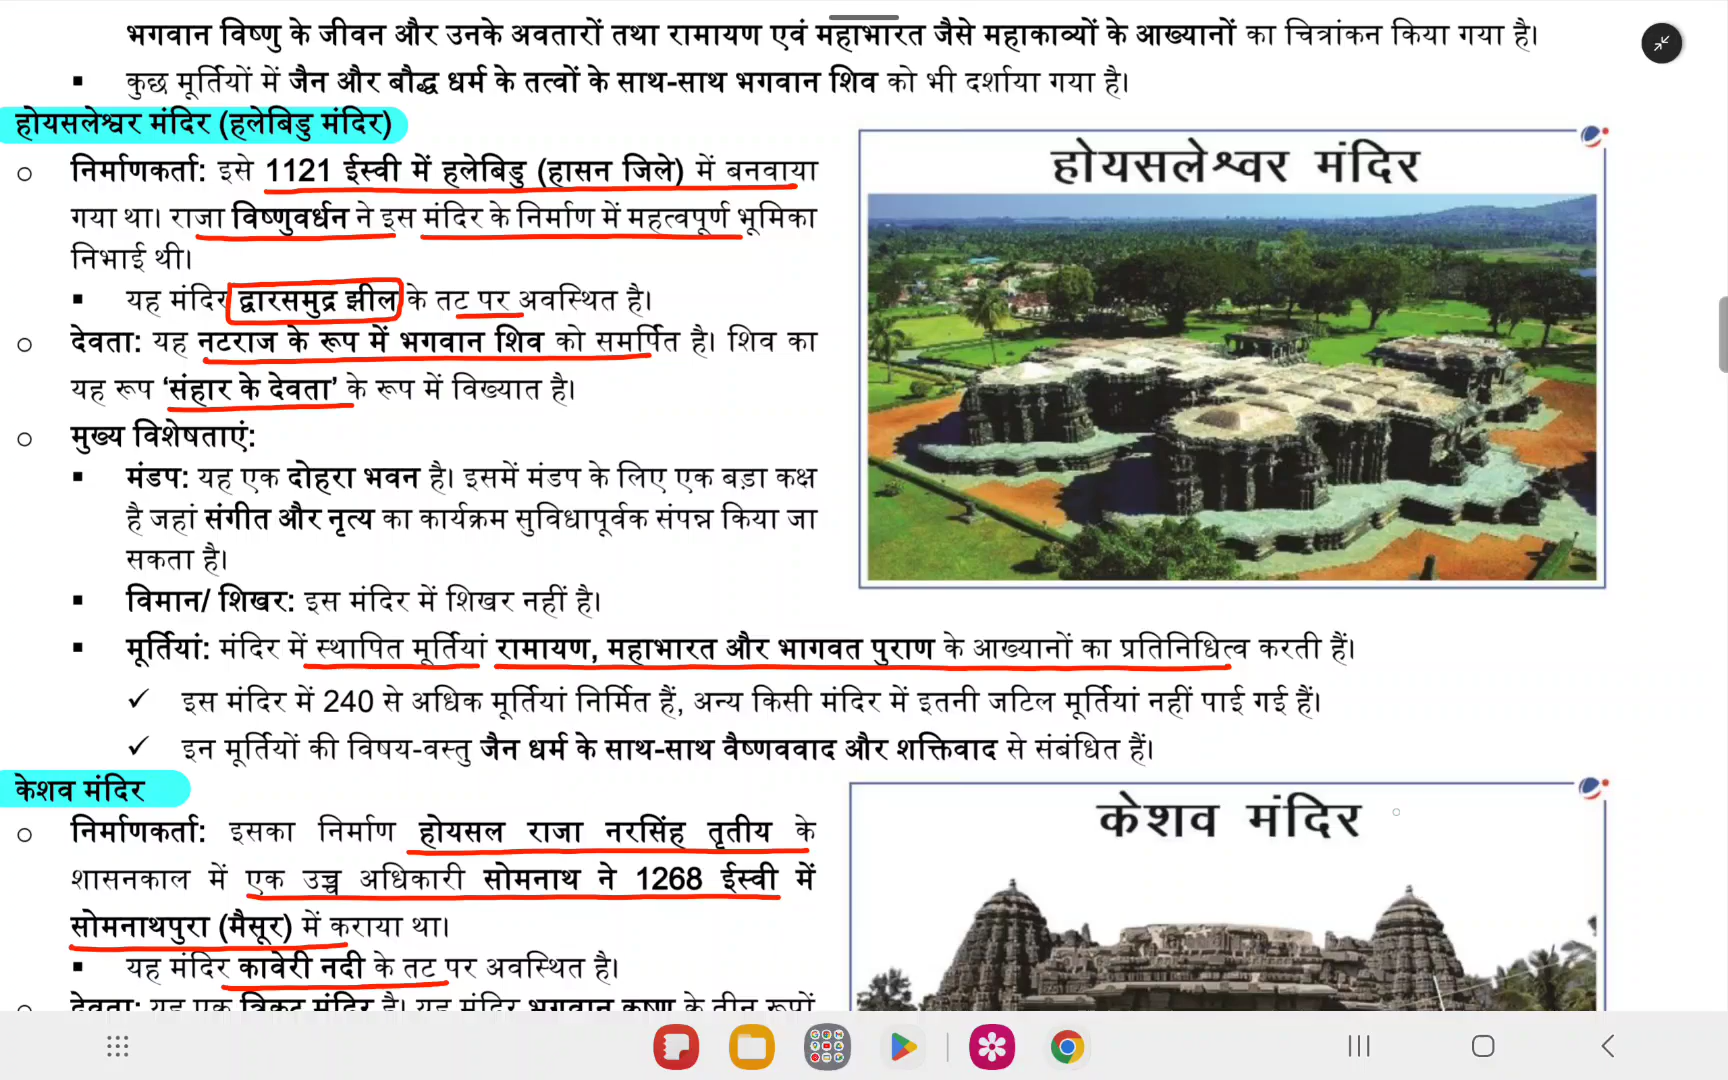 भगवान विष्णु के जीवन और उनके अवतारों तथा रामायण एवं महाभारत जैसे महाकाव्यों के आख्यानों का चित्रांकन किया गया है।
▪ कुछ मूर्तियों में जैन और बौद्ध धर्म के तत्वों के साथ-साथ भगवान शिव को भी दर्शाया गया है।
होयसलेश्वर मंदिर (हलेबिडु मंदिर)
o निर्माणकर्ता: इसे 1121 ईस्वी में हलेबिडु (हासन जिले) में बनवाया
गया था। राजा विष्णुवर्धन ने इस मंदिर के निर्माण में महत्वपूर्ण भूमिका
निभाई थी।
▪ यह मंदिर द्वारसमुद्र झील के तट पर अवस्थित है।
o देवता: यह नटराज के रूप में भगवान शिव को समर्पित है। शिव का
यह रूप ‘संहार के देवता’ के रूप में विख्यात है।
o मुख्य विशेषताएं:
▪ मंडप: यह एक दोहरा भवन है। इसमें मंडप के लिए एक बड़ा कक्ष
है जहां संगीत और नृत्य का कार्यक्रम सुविधापूर्वक संपन्न किया जा
सकता है।
▪ विमान/ शिखर: इस मंदिर में शिखर नहीं है।
▪ मूर्तियां: मंदिर में स्थापित मूर्तियां रामायण, महाभारत और भागवत पुराण के आख्यानों का प्रतिनिधित्व करती हैं।
✓ इस मंदिर में 240 से अधिक मूर्तियां निर्मित हैं, अन्य किसी मंदिर में इतनी जटिल मूर्तियां नहीं पाई गई हैं।
✓ इन मूर्तियों की विषय-वस्तु जैन धर्म के साथ-साथ वैष्णववाद और शक्तिवाद से संबंधित हैं।
होयसलेश्वर मंदिर
केशव मंदिर
o निर्माणकर्ता: इसका निर्माण होयसल राजा नरसिंह तृतीय के
शासनकाल में एक उच्च अधिकारी सोमनाथ ने 1268 ईस्वी में
सोमनाथपुरा (मैसूर) में कराया था।
▪ यह मंदिर कावेरी नदी के तट पर अवस्थित है।
o देवता: यह एक त्रिकूट मंदिर है। यह मंदिर भगवान कृष्ण के तीन रूपों
केशव मंदिर